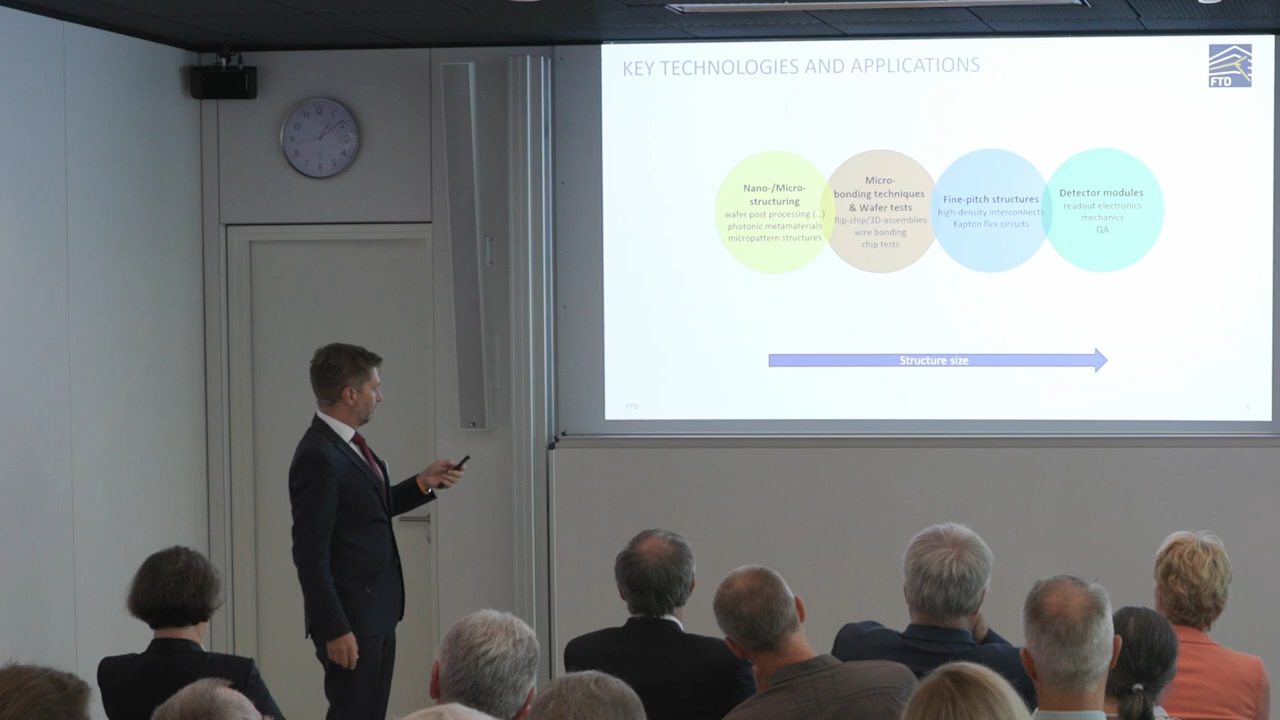 KEY TECHNOLOGIES AND APPLICATIONS
FTD
Nano-/Micro-
structuring
wafer post processing (...)
photonic metamaterials
micropattern structures
Micro-
bonding techniques
& Wafer tests
flip-chip/3D-assemblies
wire bonding
chip tests
Fine-pitch structures
high-density interconnects
Kapton flex circuits
Detector modules
readout electronics
mechanics
QA
Structure size
FTD
5